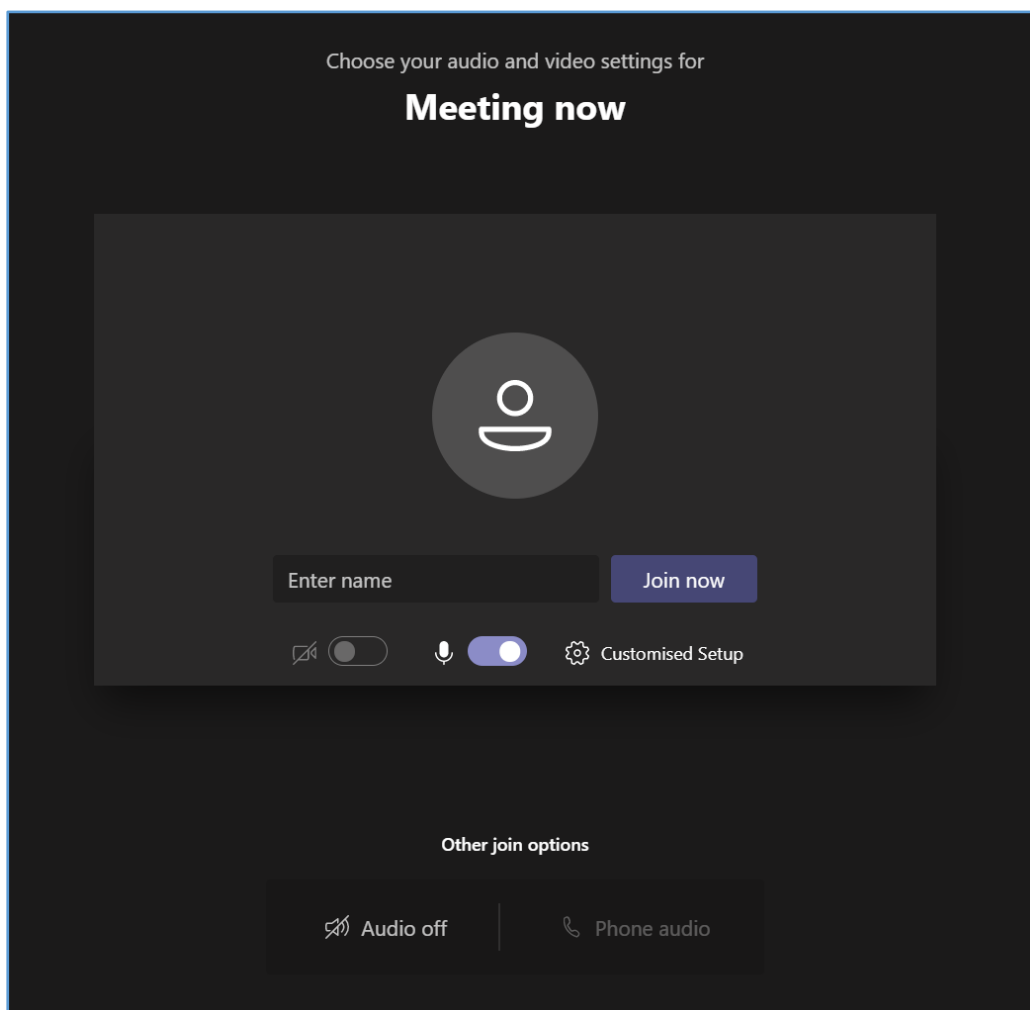 Choose your audio and video settings for
Meeting now
Enter name
Join now
Customised Setup
Other join options
Audio off
Phone audio